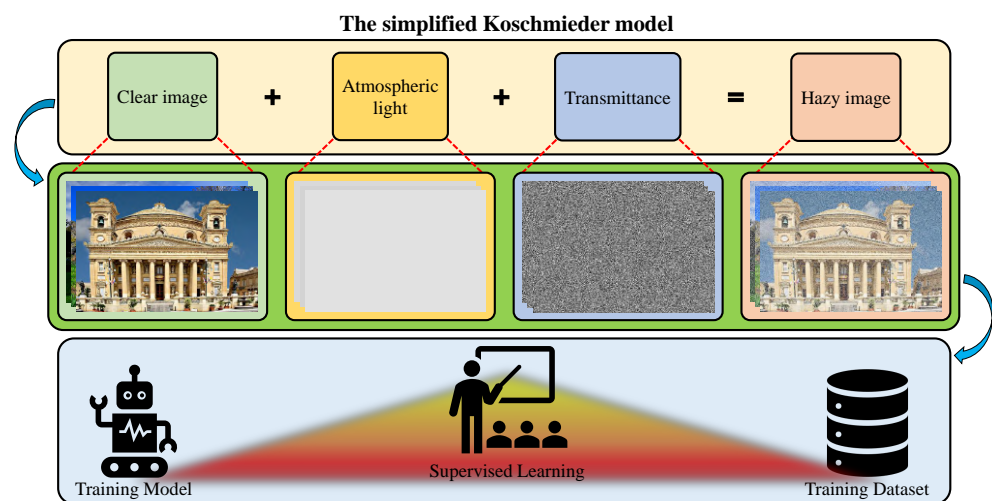 The simplified Koschmieder model
Clear image
+
Atmospheric
light
+
Transmittance
=
Hazy image
Supervised Learning
Training Model
Training Dataset